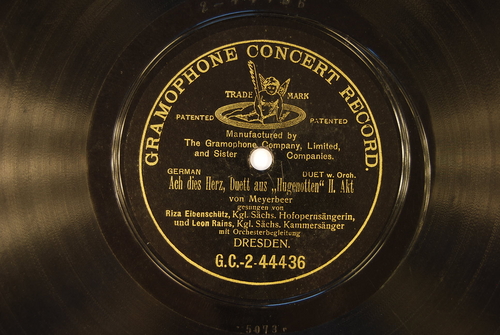 GRAMOPHONE CONCERT RECORD.
TRADE MARK
PATENTED PATENTED
Manufactured by
The Gramophone Company, Limited,
and Sister Companies.
GERMAN DUET w. Orch.
Ach dies Herz, Duett aus „Hugenotten" II. Akt
von Meyerbeer
gesungen von
Riza Eibenschütz, Kgl. Sächs. Hofopernsängerin,
und Leon Rains, Kgl. Sächs. Kammersänger
mit Orchesterbegleitung
DRESDEN.
G.C.-2-44436